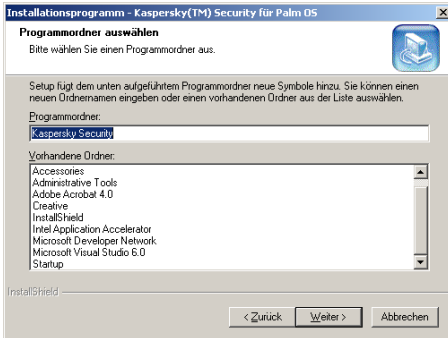 Installationsprogramm - Kaspersky(TM) Security für Palm OS
Programmordner auswählen
Bitte wählen Sie einen Programmordner aus.
Setup fügt dem unten aufgeführtem Programmordner neue Symbole hinzu. Sie können einen
neuen Ordnernamen eingeben oder einen vorhandenen Ordner aus der Liste auswählen.
Programmordner:
Kaspersky Security
Vorhandene Ordner:
Accessories
Administrative Tools
Adobe Acrobat 4.0
Creative
InstallShield
Intel Application Accelerator
Microsoft Developer Network
Microsoft Visual Studio 6.0
Startup
InstallShield
< Zurück Weiter > Abbrechen